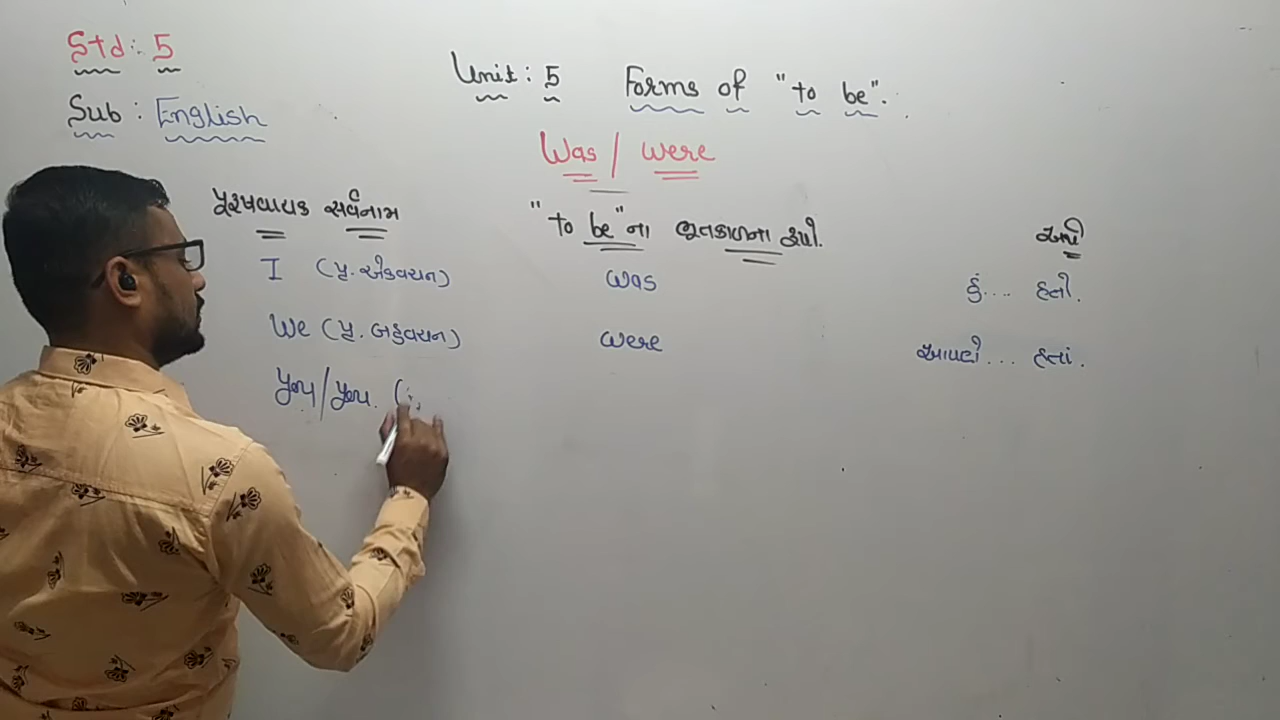 Std: 5
Unit: 5 Forms of "to be".
Sub: English
Was / were
પુરુષવાચક સર્વનામ "to be"ના ભૂતકાળના રૂપો. અર્થ
I (પ્ર. એકવચન) was હું.... હતો.
We (પ્ર. બહુવચન) were આપણે... હતાં.
you/you (